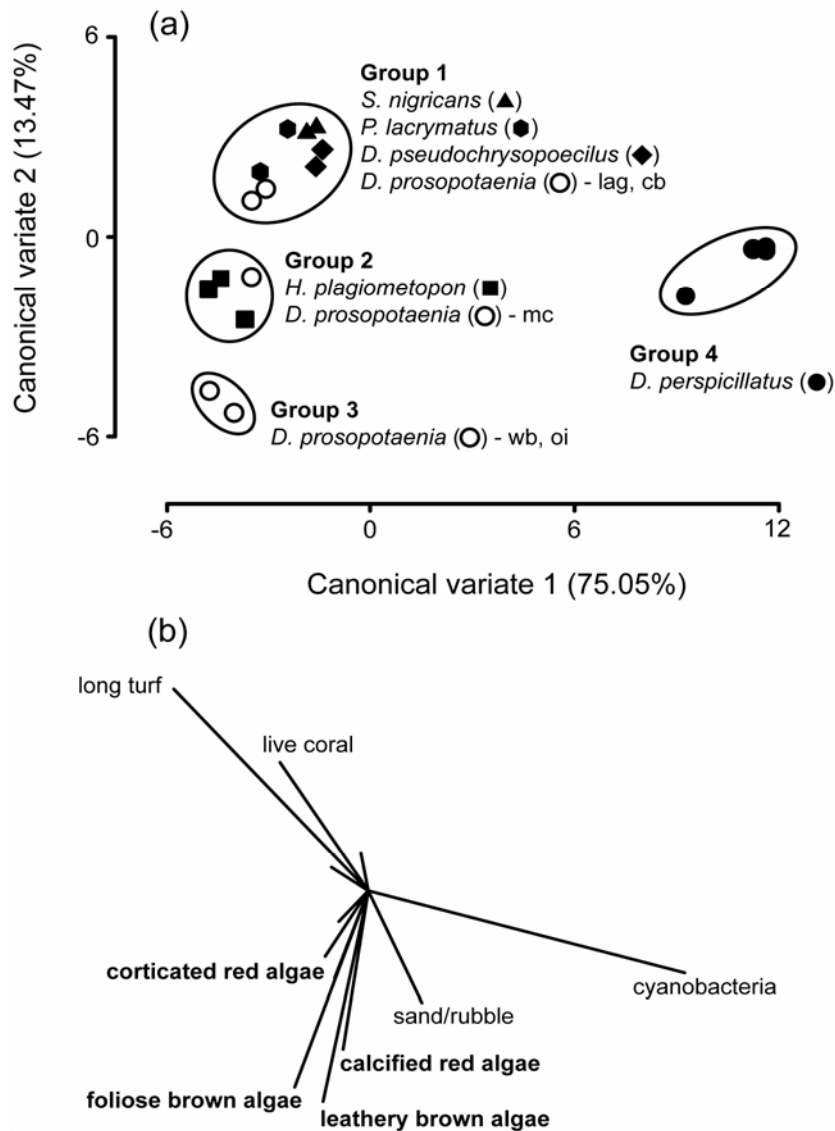 (a)
6
0
-6
Canonical variate 2 (13.47%)
Group 1
S. nigricans (▲)
P. lacrymatus (⬢)
D. pseudochrysopoecilus (◆)
D. prosopotaenia (○) - lag, cb
Group 2
H. plagiometopon (■)
D. prosopotaenia (○) - mc
Group 3
D. prosopotaenia (○) - wb, oi
Group 4
D. perspicillatus (●)
-6 0 6 12
Canonical variate 1 (75.05%)
(b)
long turf
live coral
corticated red algae
cyanobacteria
sand/rubble
calcified red algae
foliose brown algae
leathery brown algae